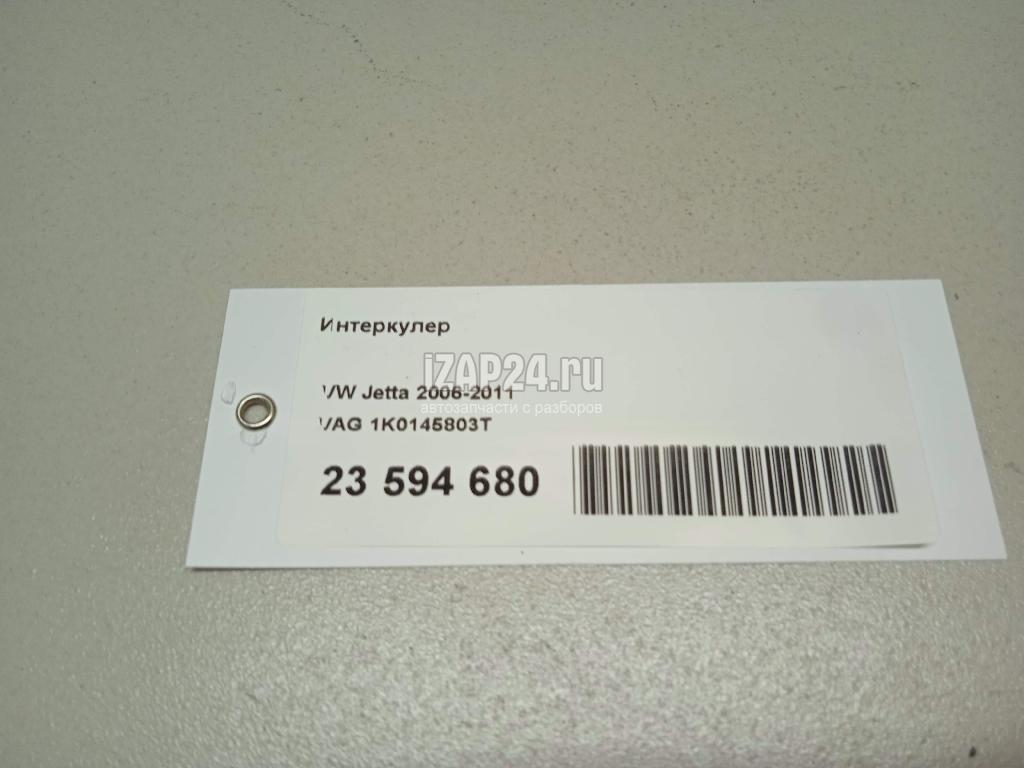 Интеркулер
iZAP24.ru
VW Jetta 2006-2011
автозапчасти с разборов
VAG 1K0145803T
23 594 680